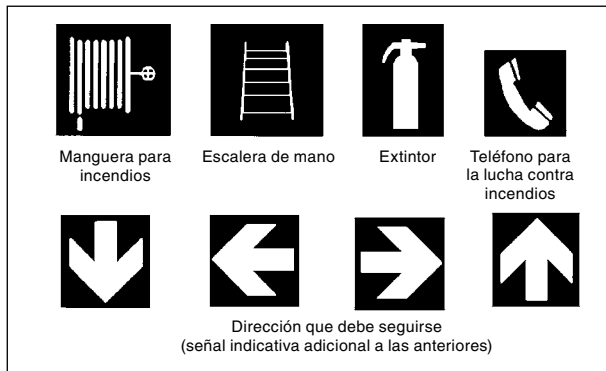 Manguera para
incendios
Escalera de mano
Extintor
Teléfono para
la lucha contra
incendios
Dirección que debe seguirse
(señal indicativa adicional a las anteriores)